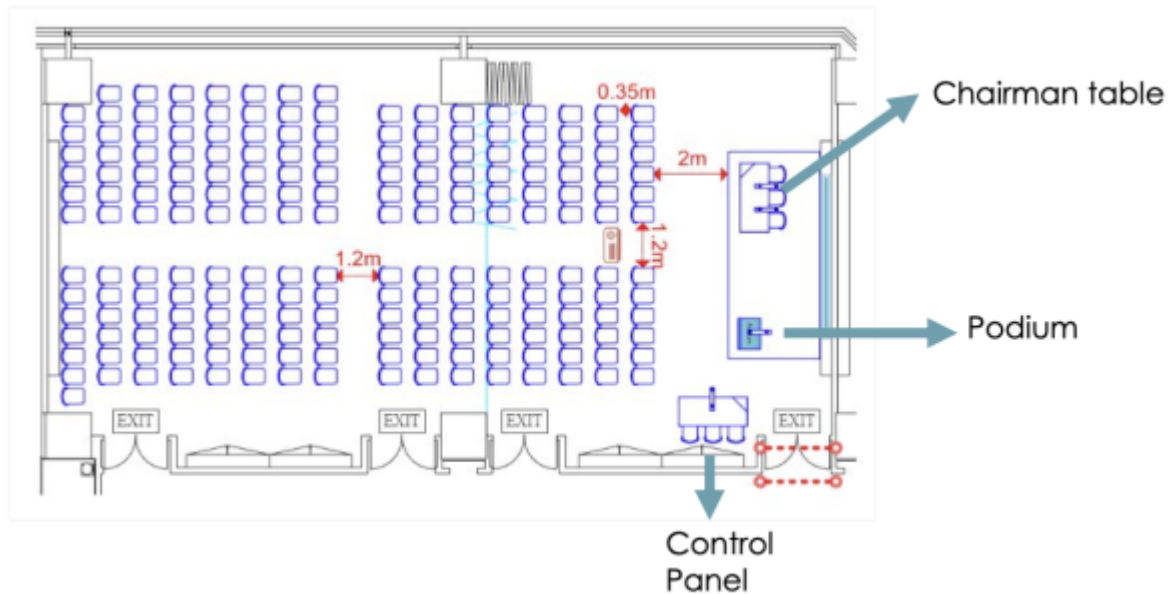 Chairman table
0.35m
2m
1.2m
1.2m
Podium
EXIT
EXIT
EXIT
EXIT
Control
Panel